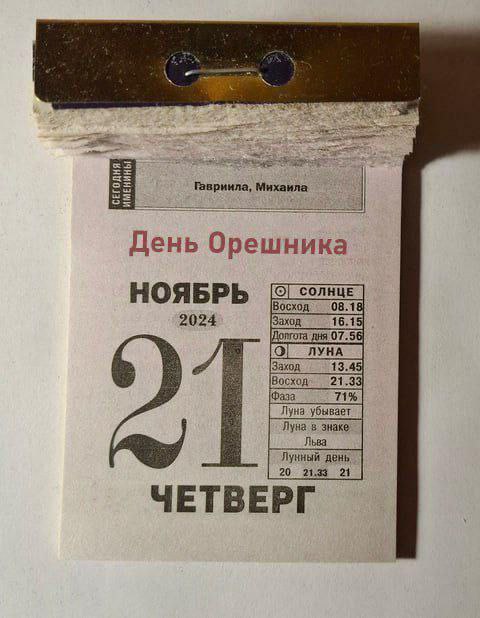 СЕГОДНЯ
ИМЕНИНЫ
Гавриила, Михаила
День Орешника
НОЯБРЬ
2024
21
ЧЕТВЕРГ
СОЛНЦЕ
Восход 08.18
Заход 16.15
Долгота дня 07.56
ЛУНА
Заход 13.45
Восход 21.33
Фаза 71%
Луна убывает
Луна в знаке
Льва
Лунный день
20 21.33 21